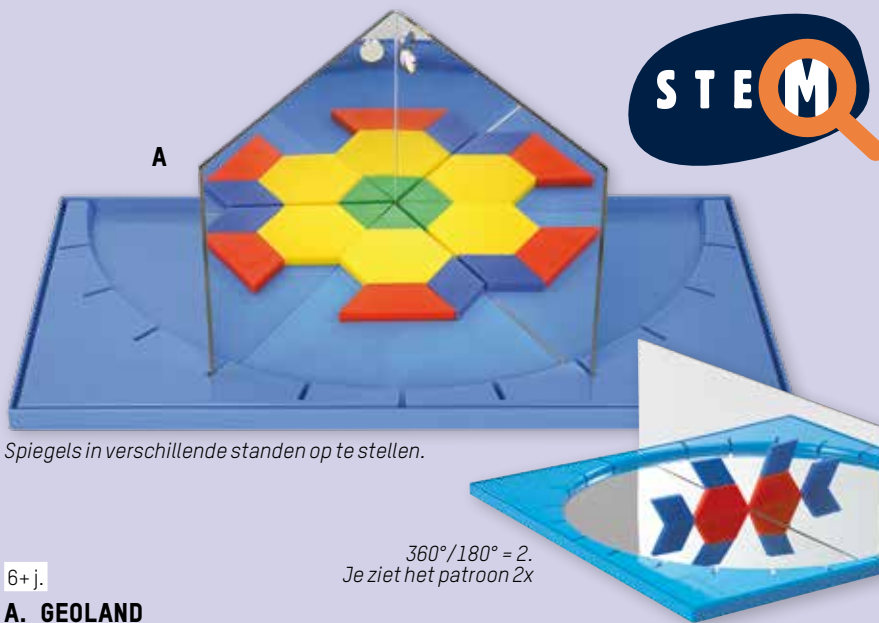 STEM
A
Spiegels in verschillende standen op te stellen.
360°/180° = 2.
Je ziet het patroon 2x
6+ j.
A. GEOLAND